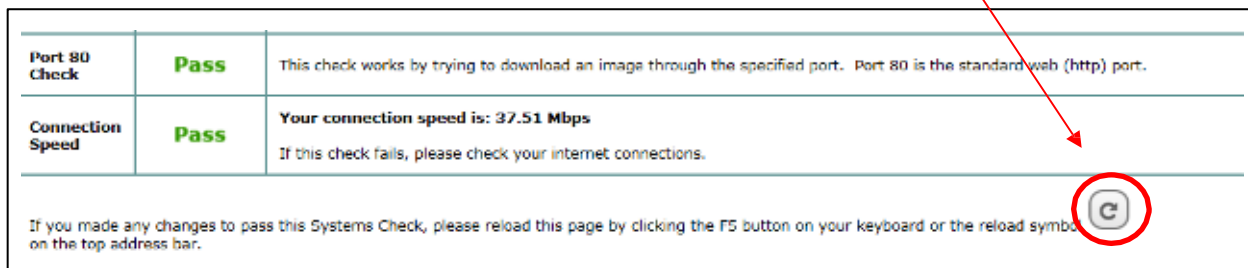 Port 80
Check
Pass
This check works by trying to download an image through the specified port.  Port 80 is the standard web (http) port.
Connection
Speed
Pass
Your connection speed is: 37.51 Mbps
If this check fails, please check your internet connections.
If you made any changes to pass this Systems Check, please reload this page by clicking the F5 button on your keyboard or the reload symbo
on the top address bar.